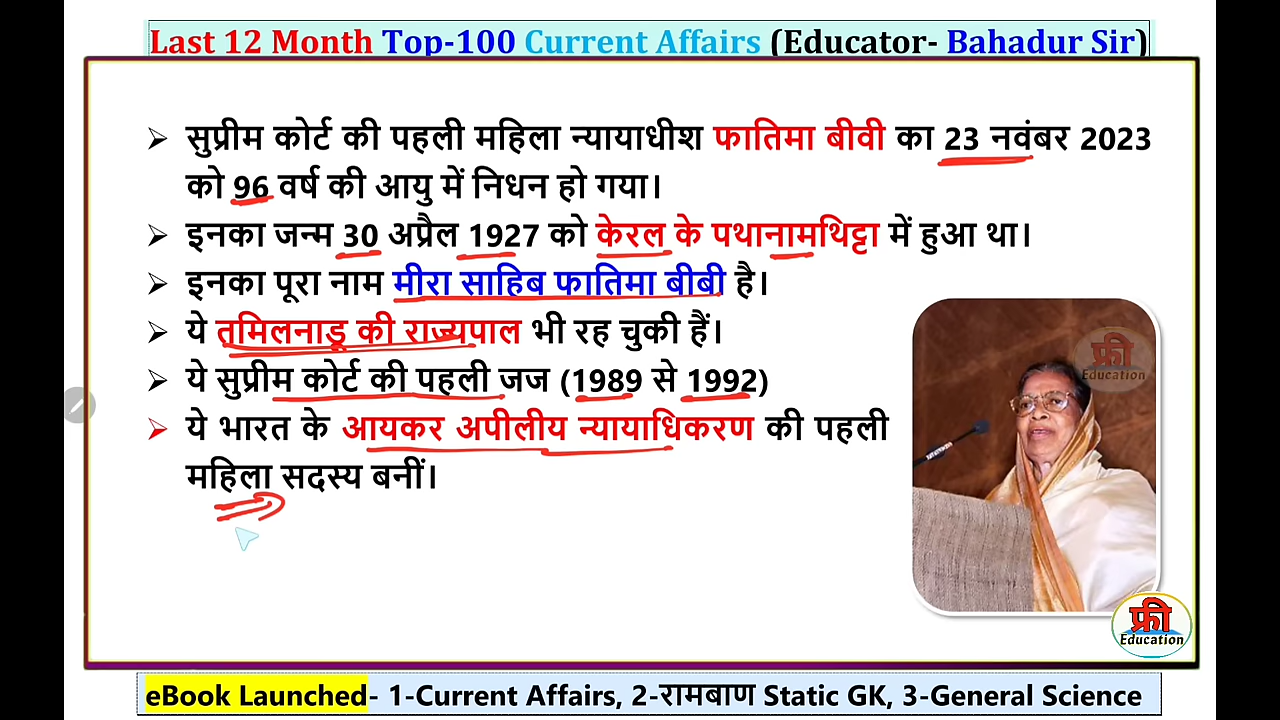 Last 12 Month Top-100 Current Affairs (Educator- Bahadur Sir)
➢ सुप्रीम कोर्ट की पहली महिला न्यायाधीश फातिमा बीवी का 23 नवंबर 2023
को 96 वर्ष की आयु में निधन हो गया।
➢ इनका जन्म 30 अप्रैल 1927 को केरल के पथानामथिट्टा में हुआ था।
➢ इनका पूरा नाम मीरा साहिब फातिमा बीबी है।
➢ ये तमिलनाडू की राज्यपाल भी रह चुकी हैं।
➢ ये सुप्रीम कोर्ट की पहली जज (1989 से 1992)
➢ ये भारत के आयकर अपीलीय न्यायाधिकरण की पहली
महिला सदस्य बनीं।
फ्री
Education
फ्री
Education
eBook Launched- 1-Current Affairs, 2-रामबाण Static GK, 3-General Science